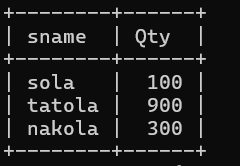 +---------+------+
| sname | Qty |
+---------+------+
| sola | 100 |
| tatola | 900 |
| nakola | 300 |
+---------+------+